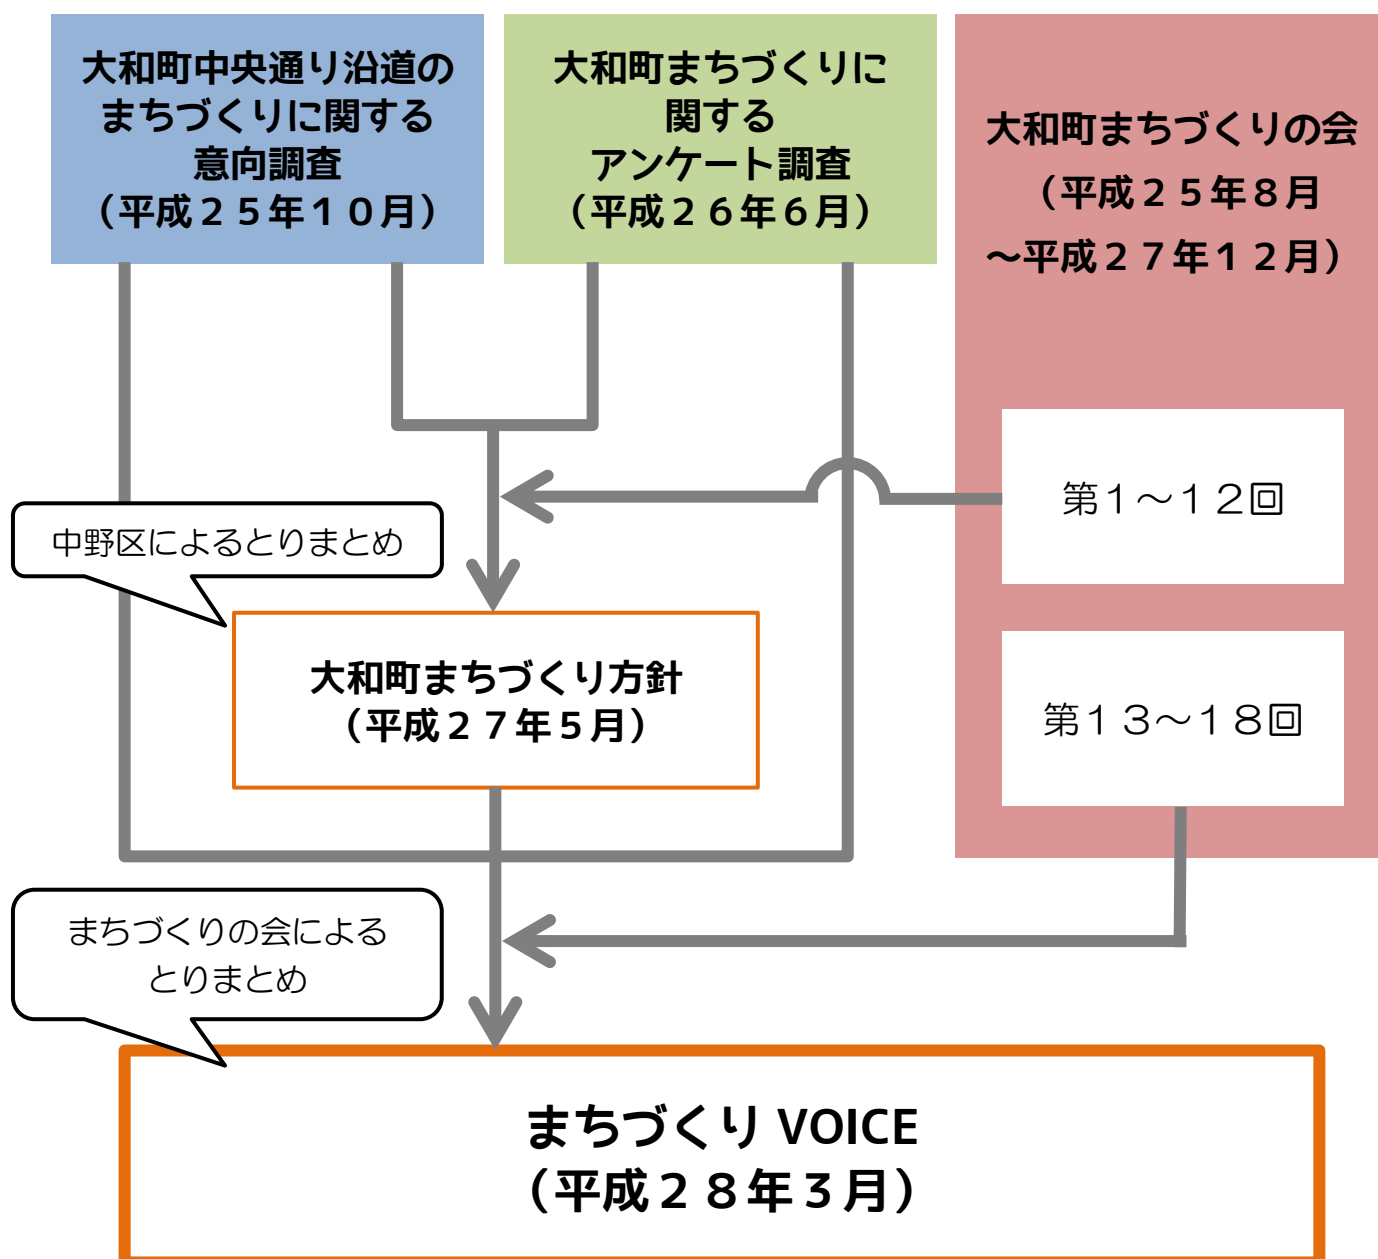 大和町中央通り沿道の
まちづくりに関する
意向調査
（平成２５年１０月）
大和町まちづくりに
関する
アンケート調査
（平成２６年６月）
大和町まちづくりの会
（平成２５年８月
～平成２７年１２月）
第１～１２回
中野区によるとりまとめ
大和町まちづくり方針
（平成２７年５月）
第１３～１８回
まちづくりの会による
とりまとめ
まちづくり VOICE
（平成２８年３月）